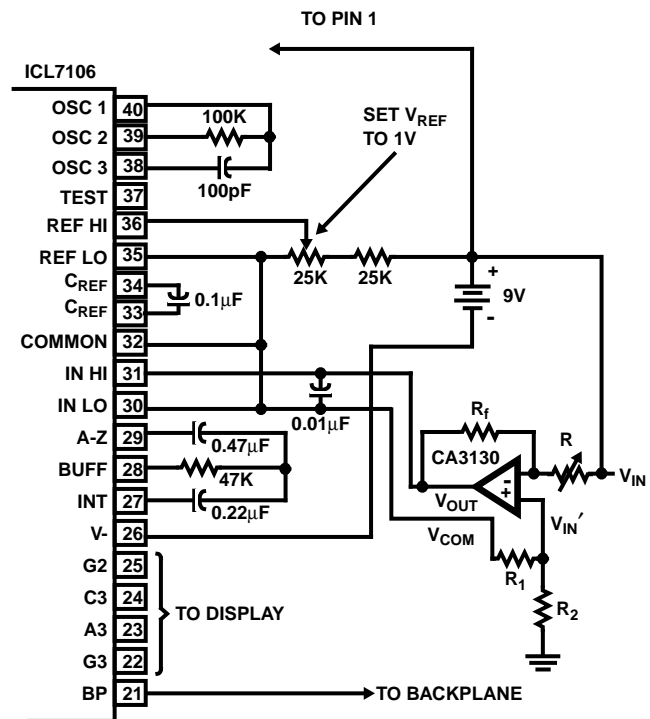 TO PIN 1
ICL7106
OSC 1 40
100K
OSC 2 39
SET VREF
TO 1V
OSC 3 38
100pF
TEST 37
REF HI 36
REF LO 35
25K 25K
CREF 34
0.1μF
+
9V
-
CREF 33
COMMON 32
IN HI 31
0.01μF
IN LO 30
Rf
A-Z 29
0.47μF
CA3130
R
BUFF 28
47K
-
+
VIN
INT 27
0.22μF
VOUT
VIN′
V- 26
VCOM
R1
G2 25
C3 24
TO DISPLAY
R2
A3 23
G3 22
BP 21
TO BACKPLANE